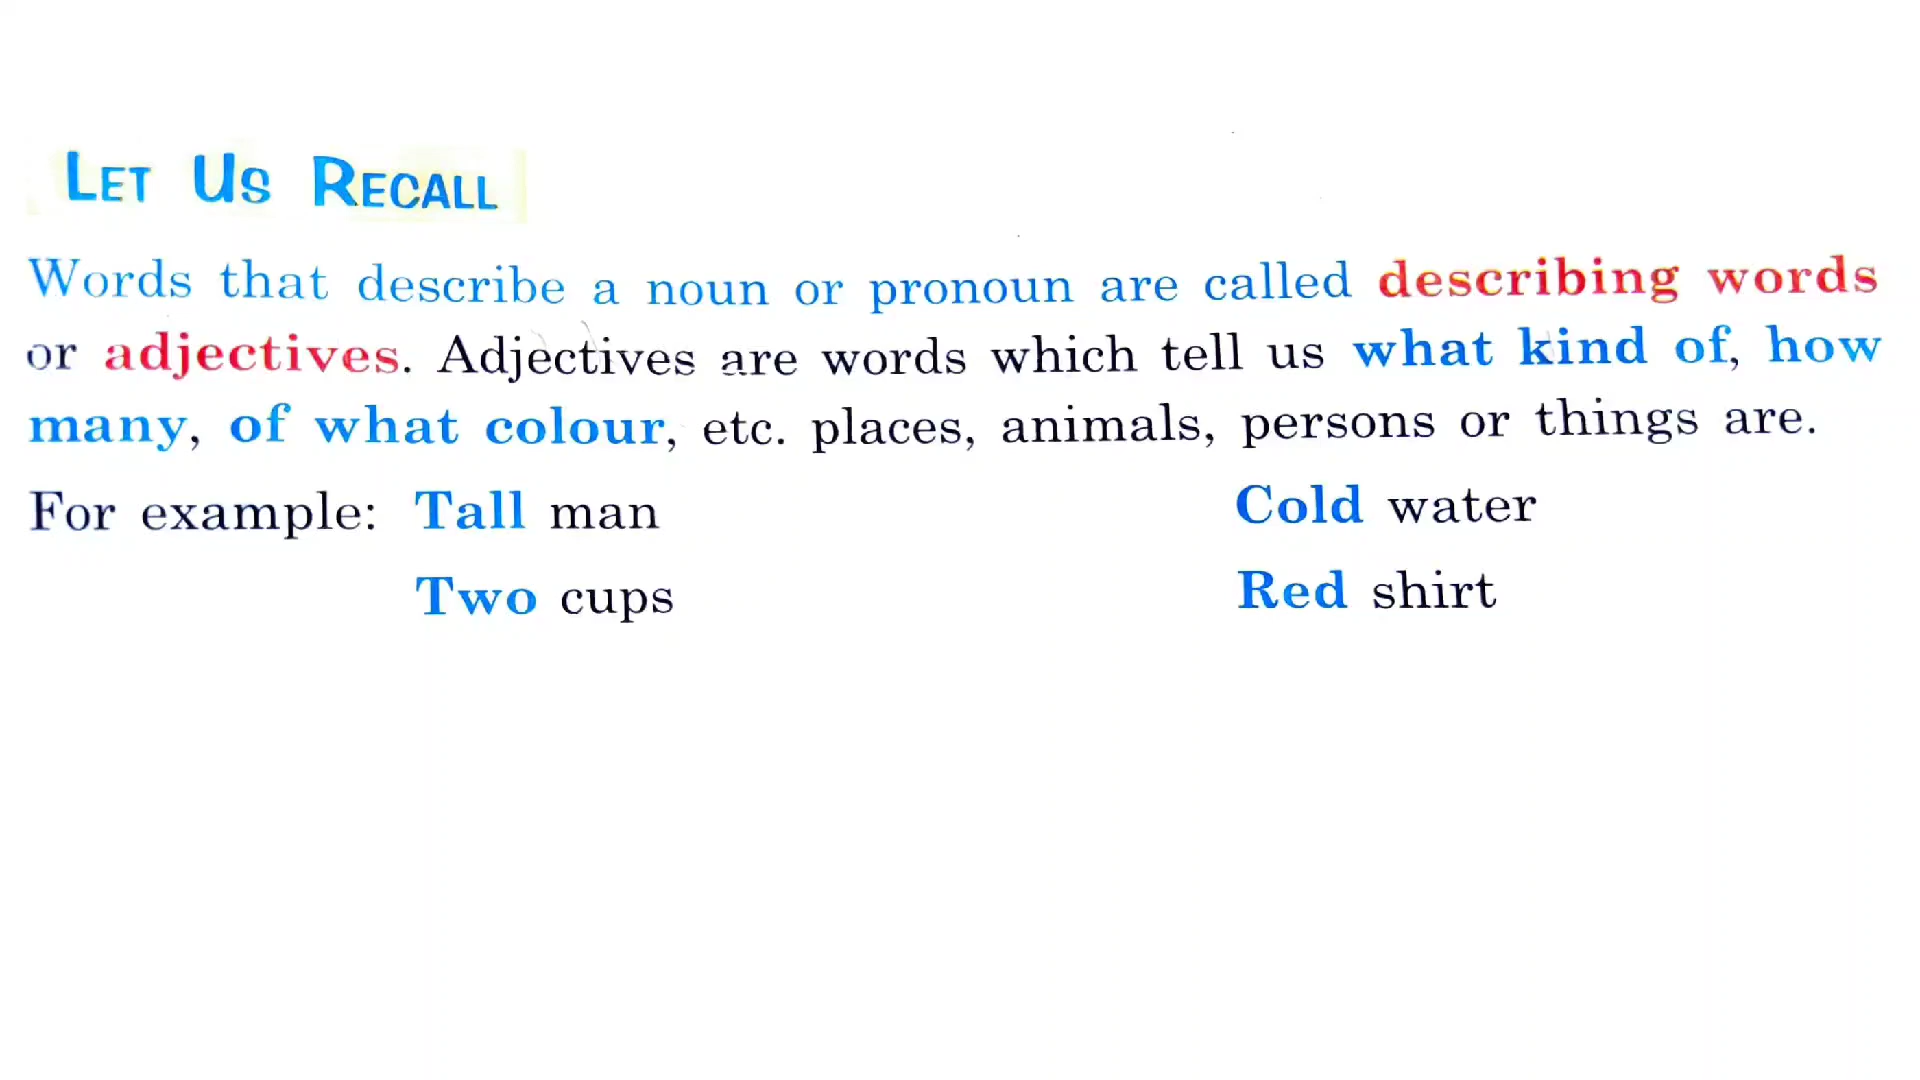 LET US RECALL
Words that describe a noun or pronoun are called describing words
or adjectives. Adjectives are words which tell us what kind of, how
many, of what colour, etc. places, animals, persons or things are.
For example: Tall man Cold water
Two cups Red shirt